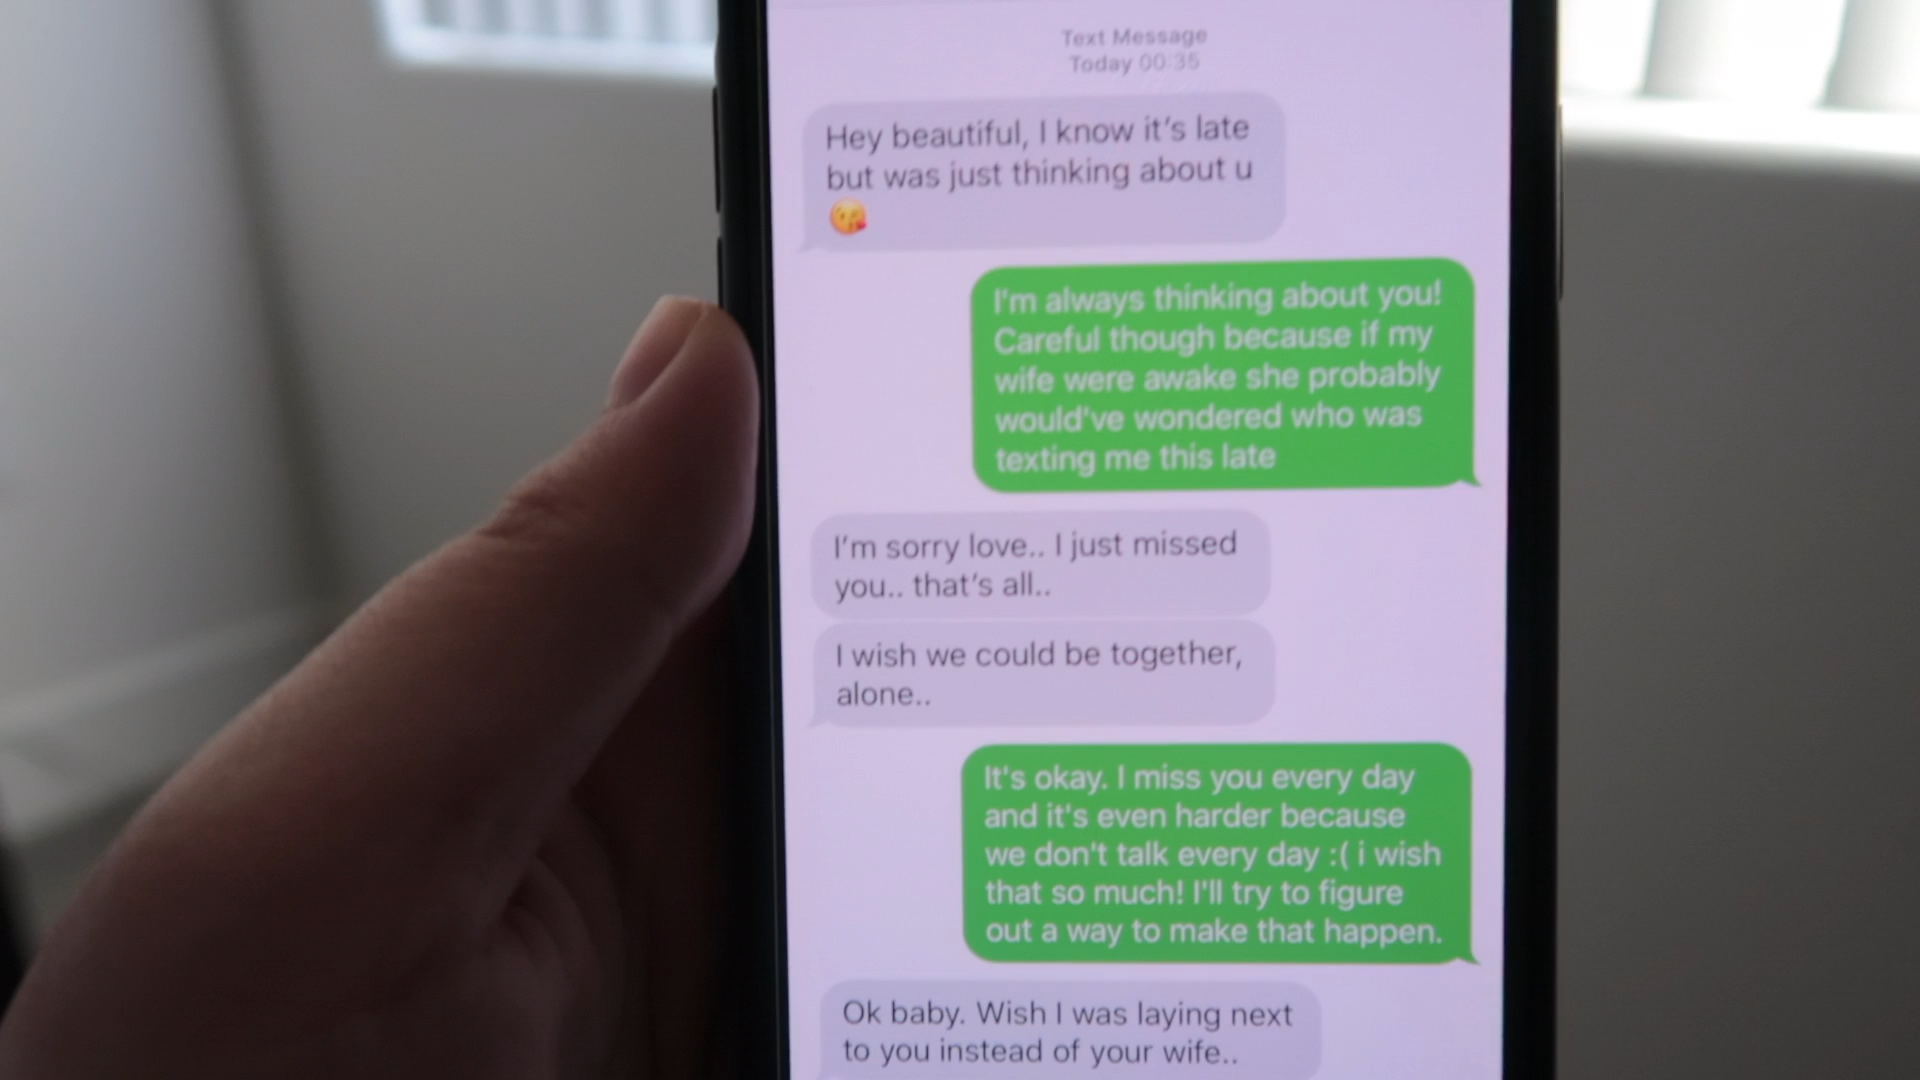 Text Message
Today 00:35
Hey beautiful, I know it's late
but was just thinking about u
😘
I'm always thinking about you!
Careful though because if my
wife were awake she probably
would've wondered who was
texting me this late
I'm sorry love.. I just missed
you.. that's all..
I wish we could be together,
alone..
It's okay. I miss you every day
and it's even harder because
we don't talk every day :( i wish
that so much! I'll try to figure
out a way to make that happen.
Ok baby. Wish I was laying next
to you instead of your wife..